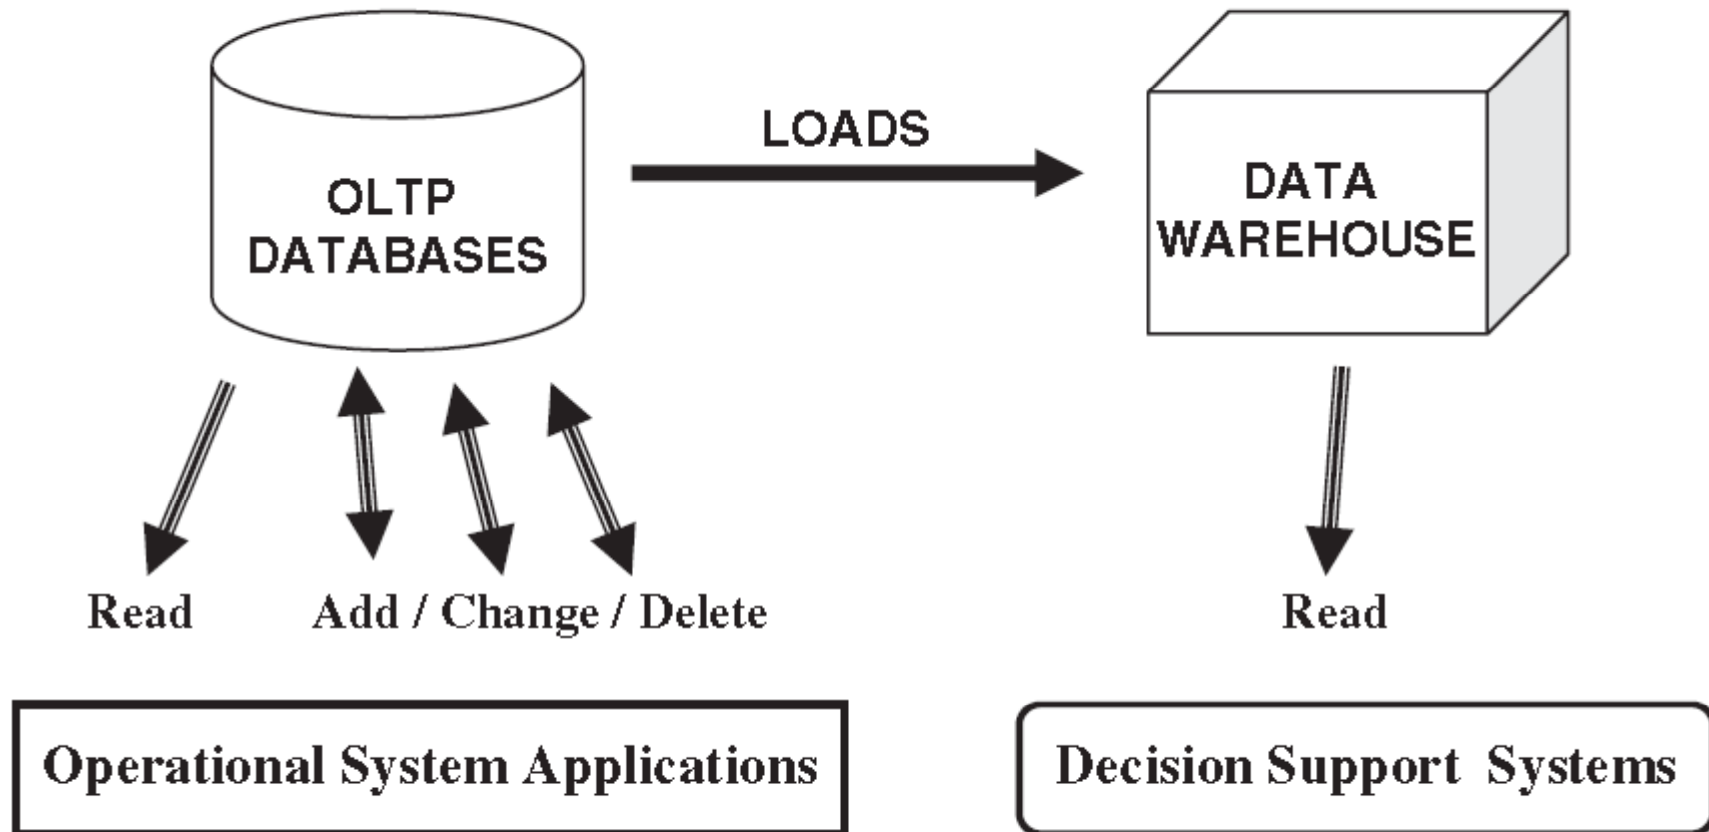 LOADS
OLTP
DATABASES
DATA
WAREHOUSE
Read
Add / Change / Delete
Read
Operational System Applications
Decision Support Systems